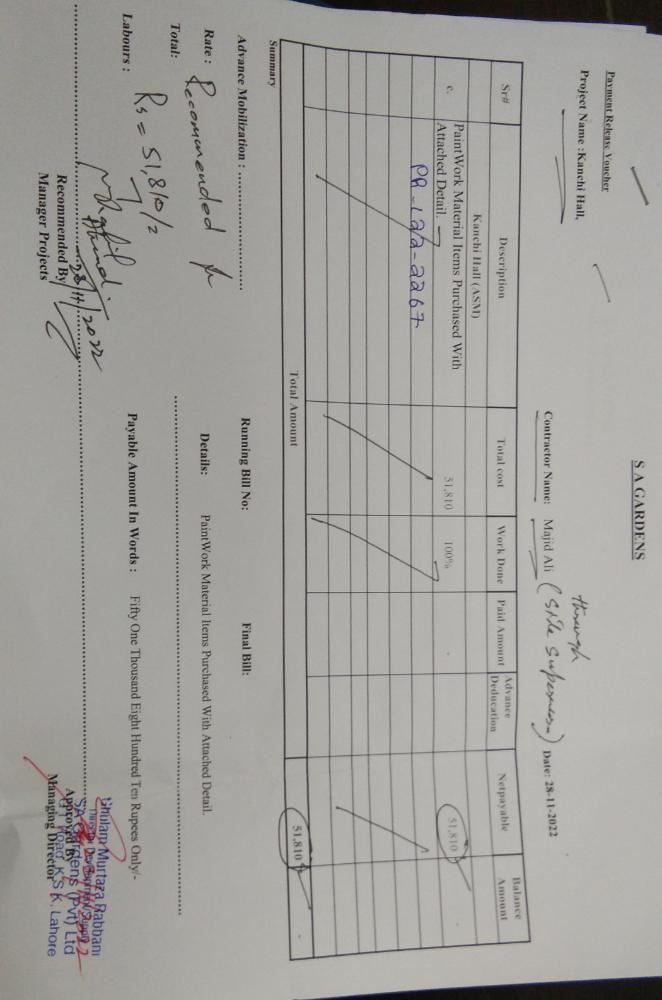 S A GARDENS
Payment Release Voucher
through
Project Name :Kanchi Hall,
Contractor Name: Majid Ali (Site Supervisor) Date: 28-11-2022
Sr# Description Total cost Work Done Paid Amount Advance Deducation Netpayable Balance Amount
Kanchi Hall (ASM)
c. PaintWork Material Items Purchased With Attached Detail. 51,810 100% - 51,810 -
PR-122-2267
Total Amount 51,810 -
Summary
Advance Mobilization : Running Bill No: Final Bill:
Rate : Recommended Details: PaintWork Material Items Purchased With Attached Detail.
Total:
Rs = 51,810/=
Labours : Payable Amount In Words : Fifty One Thousand Eight Hundred Ten Rupees Only/-
28/11/2022
Recommended By
Manager Projects
Ghulam Murtaza Rabbani
SA Gardens (Pvt) Ltd
Approved By
Managing Director
G.T. Road, K.S.K. Lahore